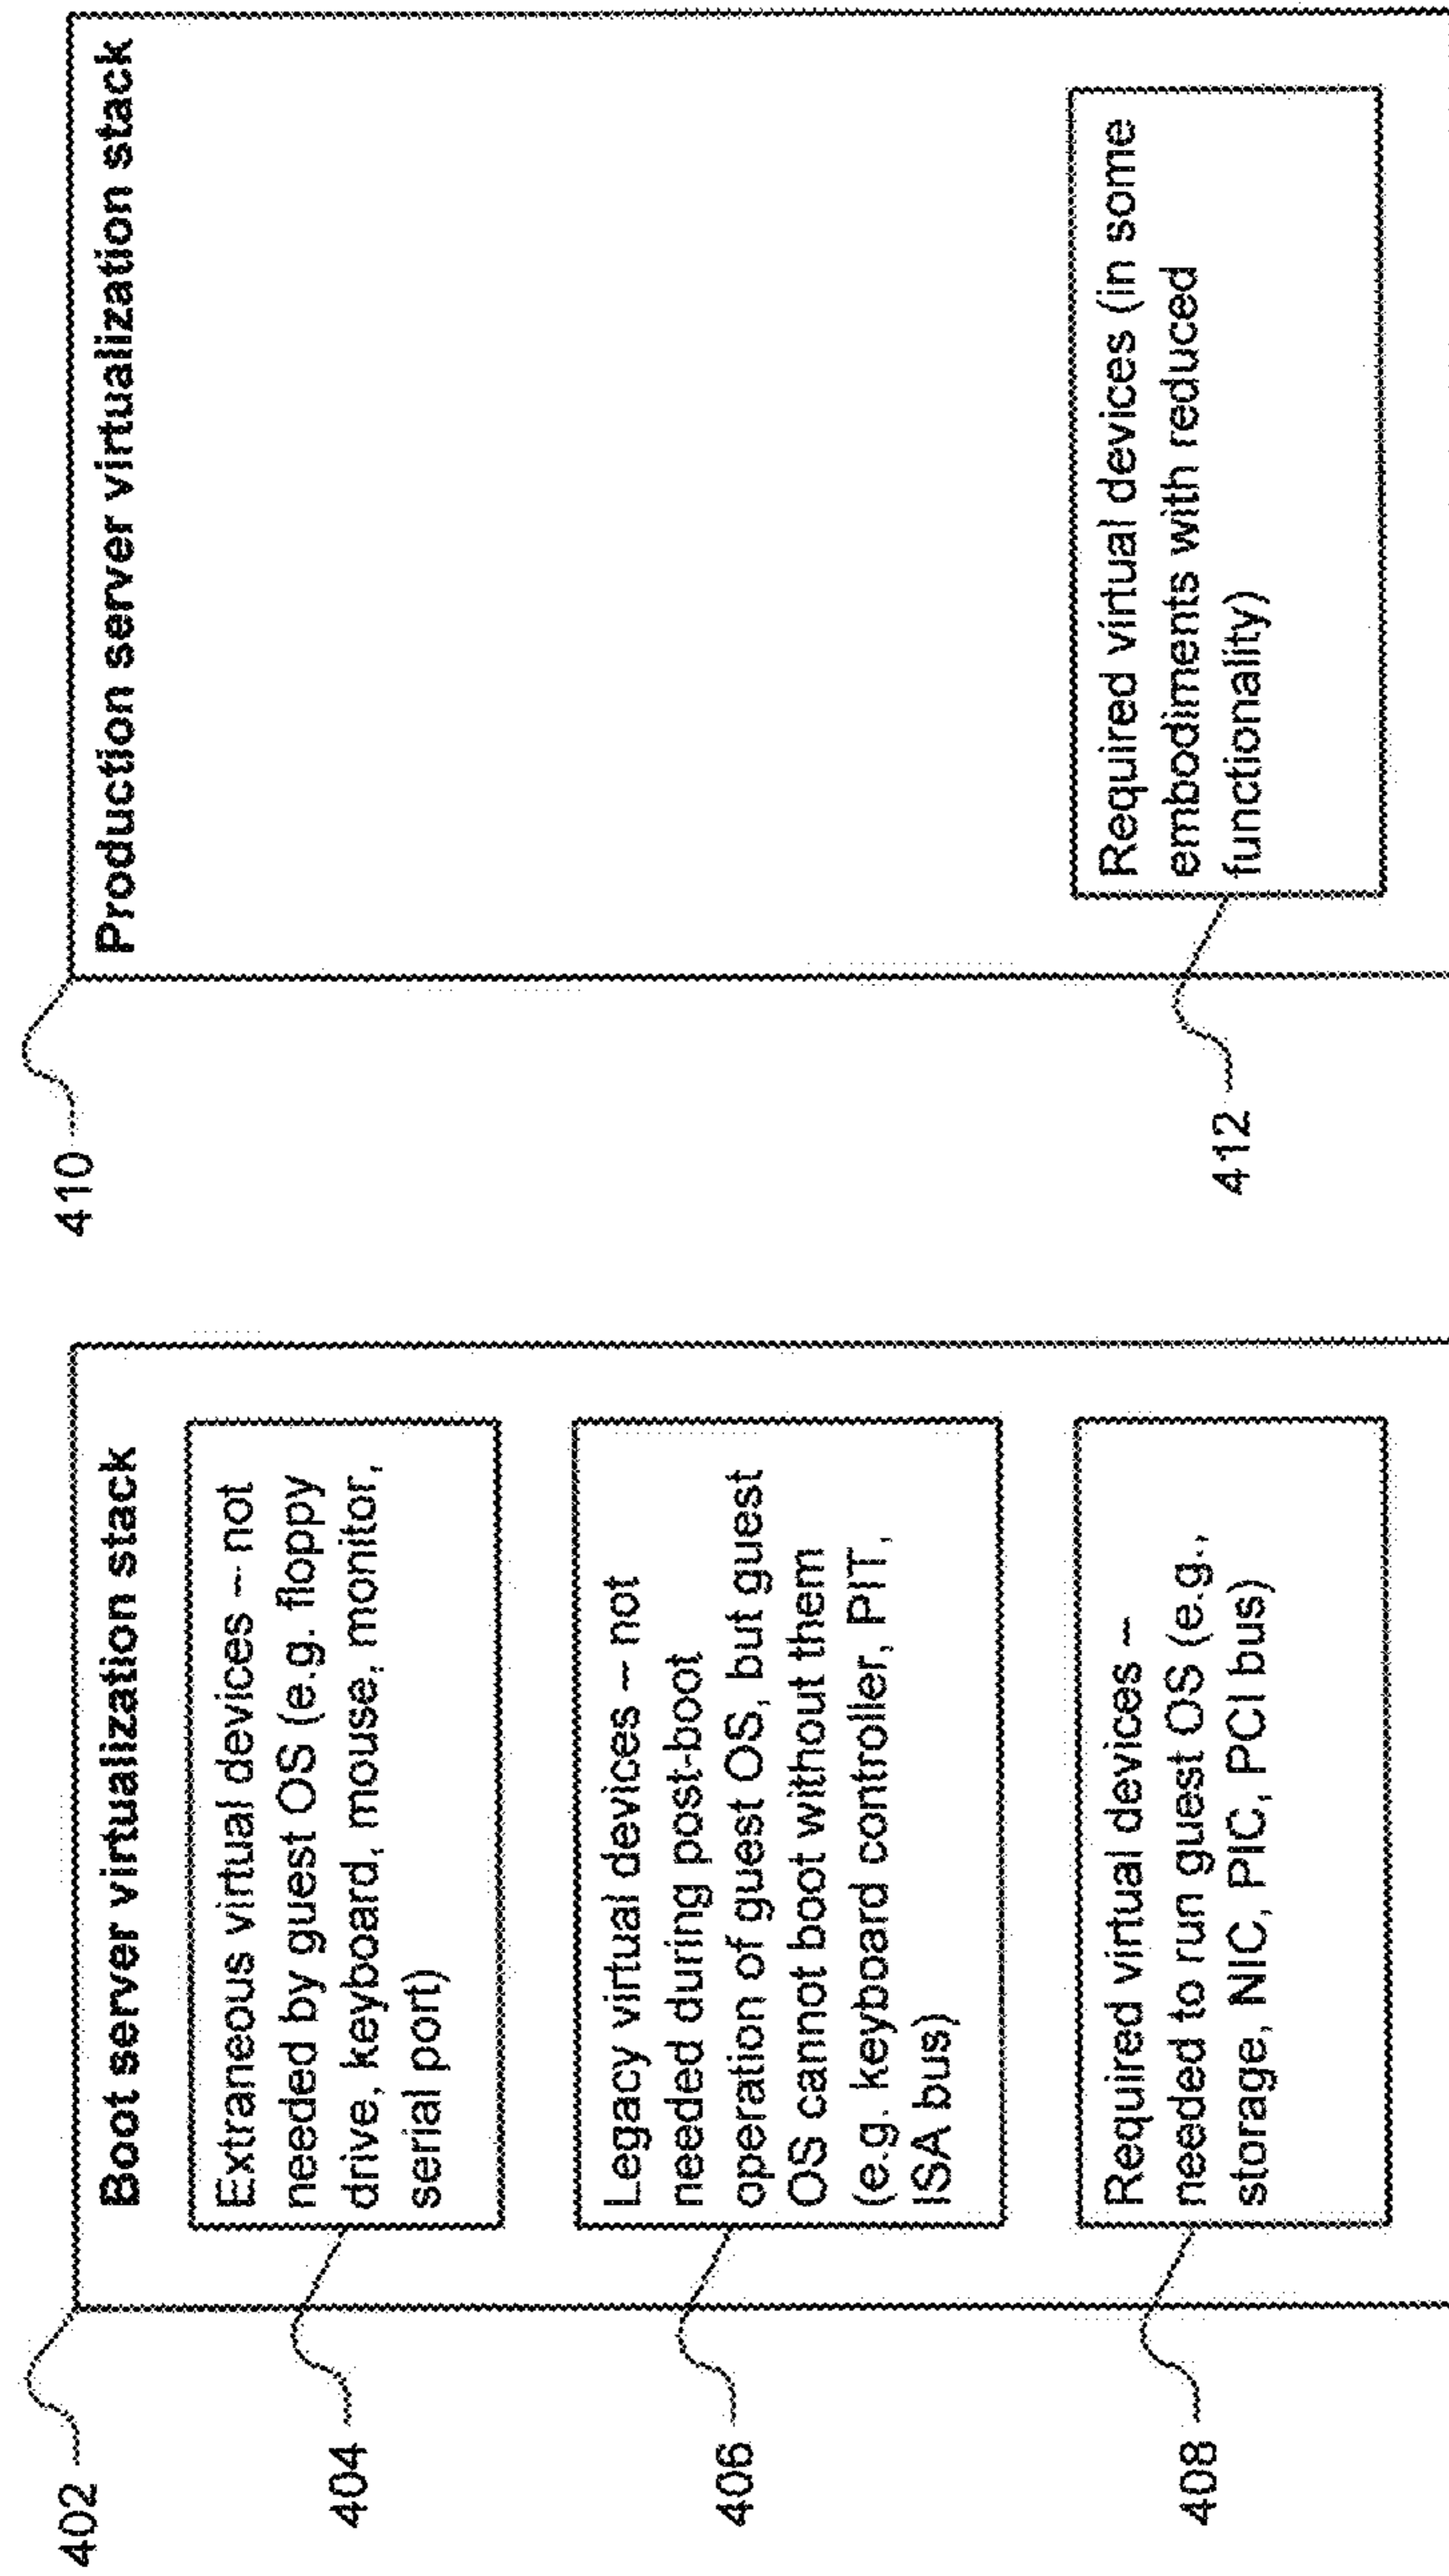 402
Boot server virtualization stack
404
Extraneous virtual devices – not
needed by guest OS (e.g. floppy
drive, keyboard, mouse, monitor,
serial port)
406
Legacy virtual devices – not
needed during post-boot
operation of guest OS, but guest
OS cannot boot without them
(e.g. keyboard controller, PIT,
ISA bus)
408
Required virtual devices –
needed to run guest OS (e.g.,
storage, NIC, PIC, PCI bus)
410
Production server virtualization stack
412
Required virtual devices (in some
embodiments with reduced
functionality)